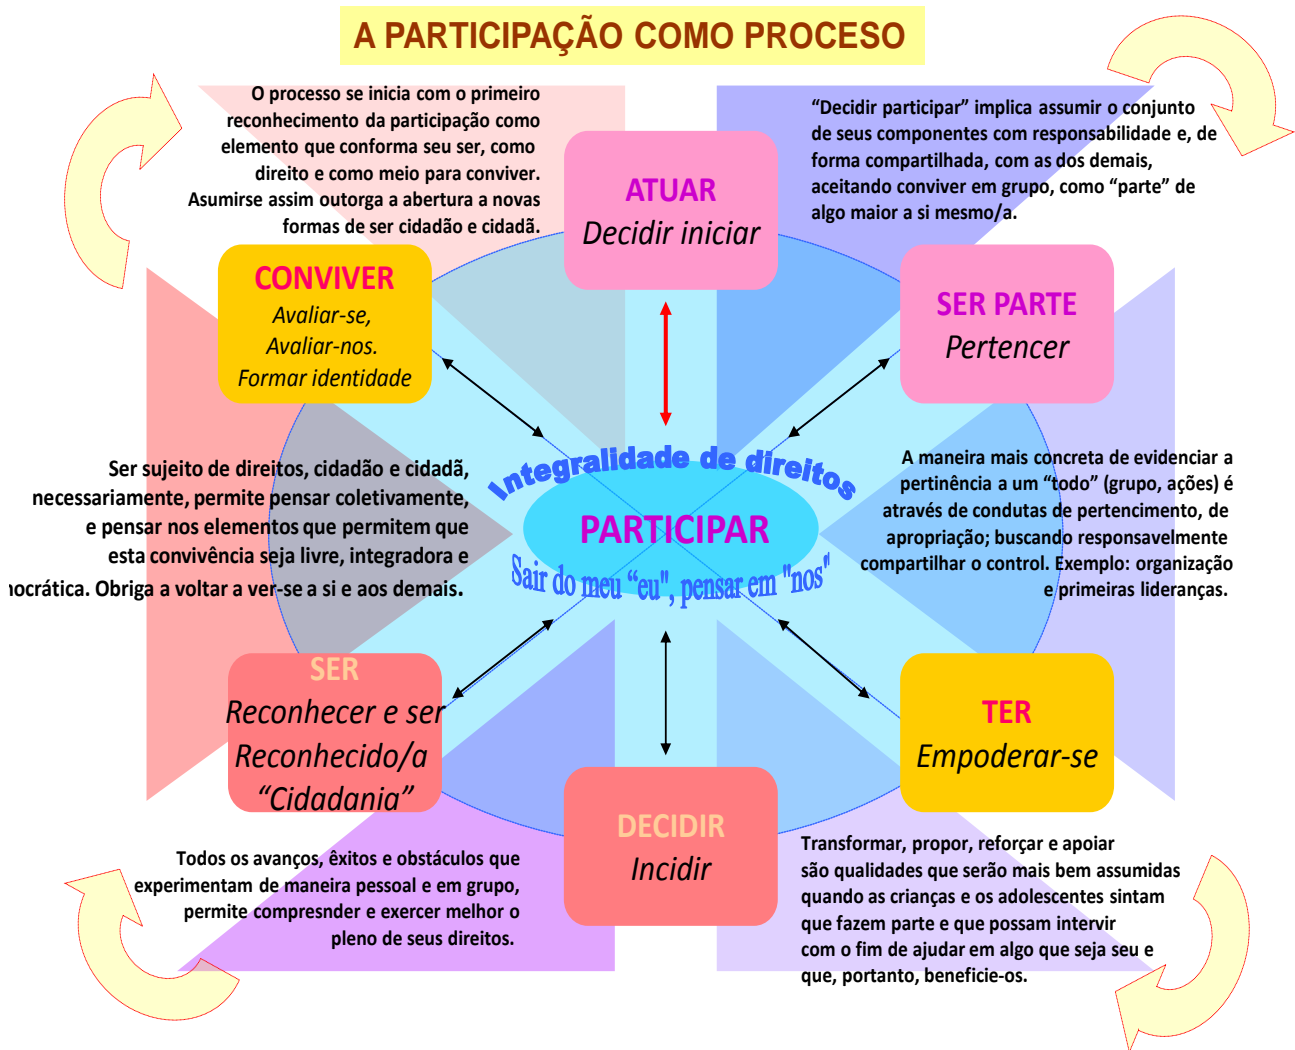 A PARTICIPAÇÃO COMO PROCESSO
O processo se inicia com o primeiro
reconhecimento da participação como
elemento que conforma seu ser, como
direito e como meio para conviver.
Asumirse assim outorga a abertura a novas
formas de ser cidadão e cidadã.
ATUAR
Decidir iniciar
“Decidir participar” implica assumir o conjunto
de seus componentes com responsabilidade e, de
forma compartilhada, com as dos demais,
aceitando conviver em grupo, como “parte” de
algo maior a si mesmo/a.
CONVIVER
Avaliar-se,
Avaliar-nos.
Formar identidade
SER PARTE
Pertencer
Ser sujeito de direitos, cidadão e cidadã,
necessariamente, permite pensar coletivamente,
e pensar nos elementos que permitem que
esta convivência seja livre, integradora e
nocrática. Obriga a voltar a ver-se a si e aos demais.
Integralidade de direitos
PARTICIPAR
Sair do meu “eu", pensar em "nos"
A maneira mais concreta de evidenciar a
pertinência a um “todo” (grupo, ações) é
através de condutas de pertencimento, de
apropriação; buscando responsavelmente
compartilhar o control. Exemplo: organização
e primeiras lideranças.
SER
Reconhecer e ser
Reconhecido/a
“Cidadania”
DECIDIR
Incidir
TER
Empoderar-se
Todos os avanços, êxitos e obstáculos que
experimentam de maneira pessoal e em grupo,
permite compresnder e exercer melhor o
pleno de seus direitos.
Transformar, propor, reforçar e apoiar
são qualidades que serão mais bem assumidas
quando as crianças e os adolescentes sintam
que fazem parte e que possam intervir
com o fim de ajudar em algo que seja seu e
que, portanto, beneficie-os.